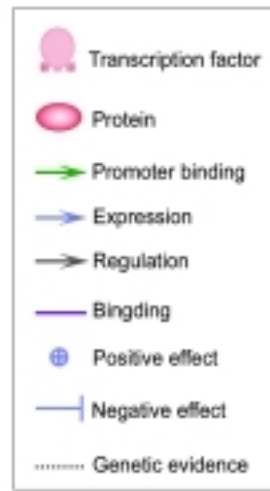 Transcription factor
Protein
Promoter binding
Expression
Regulation
Bingding
Positive effect
Negative effect
Genetic evidence